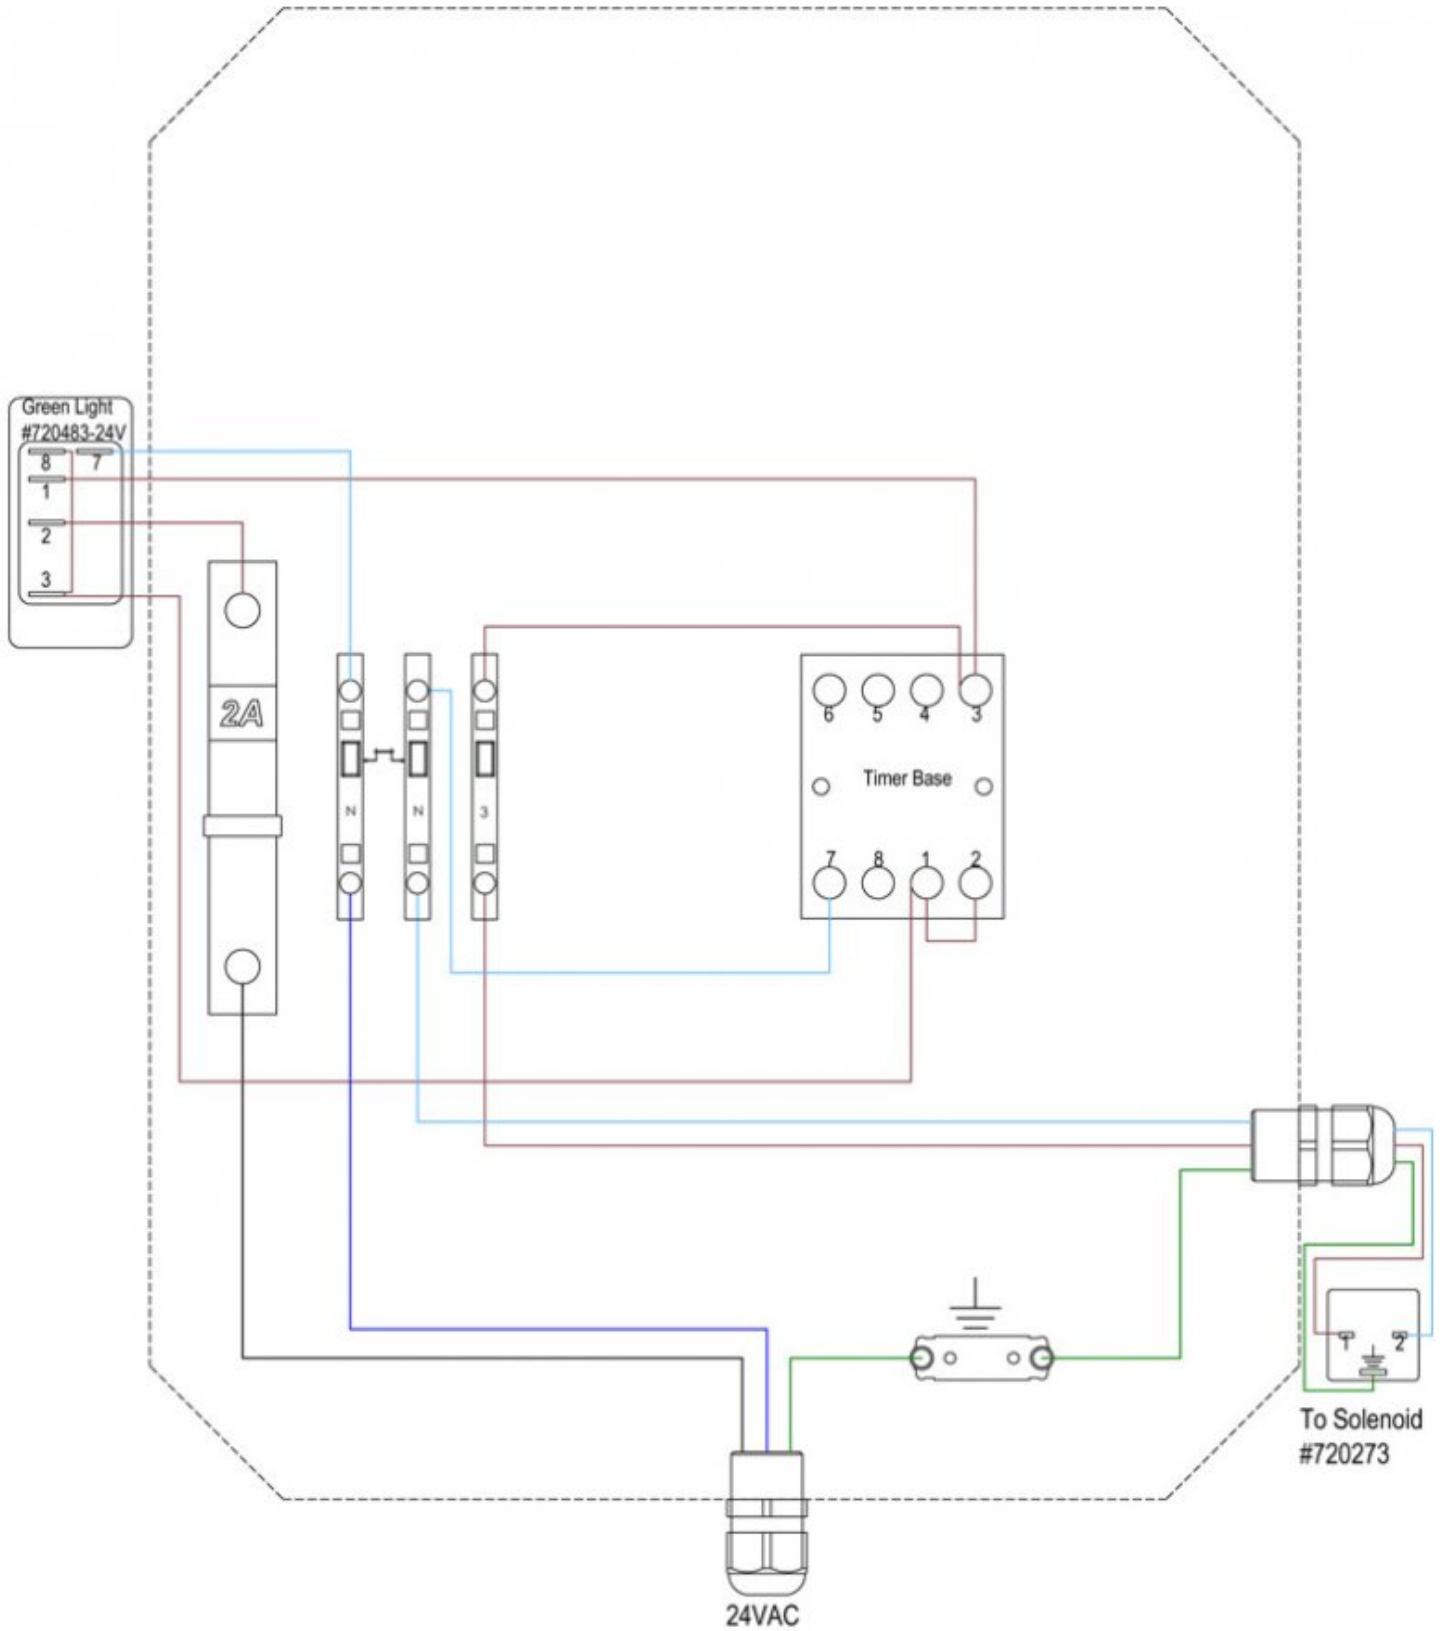 Green Light
#720483-24V
8 7
1
2
3
2A
N N 3
6 5 4 3
Timer Base
7 8 1 2
1 2
To Solenoid
#720273
24VAC